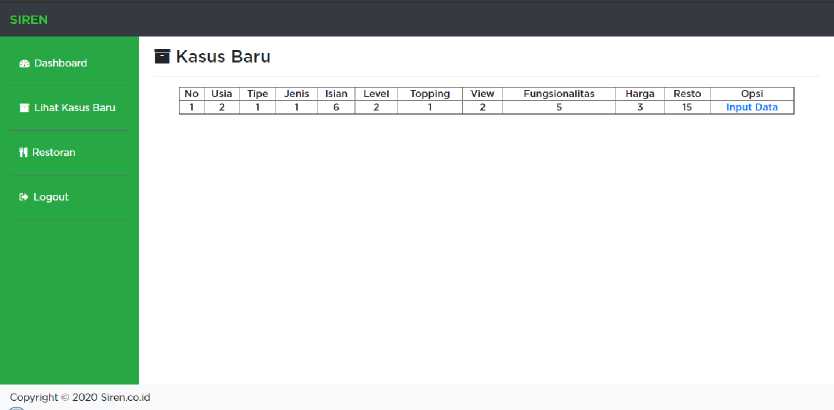 SIREN
Dashboard
Lihat Kasus Baru
Restoran
Logout
Kasus Baru
No Usia Tipe Jenis Isian Level Topping View Fungsionalitas Harga Resto Opsi
1 2 1 1 6 2 1 2 5 3 15 Input Data
Copyright © 2020 Siren.co.id